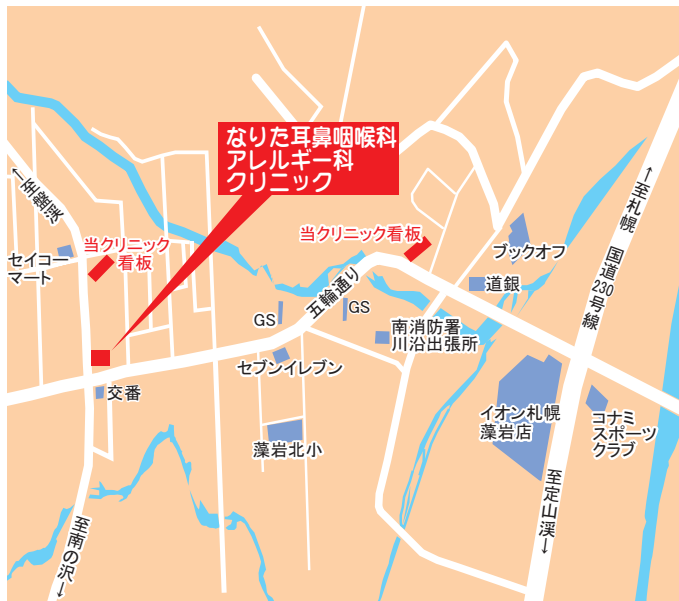 なりた耳鼻咽喉科
アレルギー科
クリニック
←至盤渓
セイコー
マート
当クリニック
看板
当クリニック看板
ブックオフ
道銀
←至札幌 国道230号線
五輪通り
GS
GS
南消防署
川沿出張所
セブンイレブン
交番
藻岩北小
イオン札幌
藻岩店
コナミ
スポーツ
クラブ
至定山渓→
至南の沢→